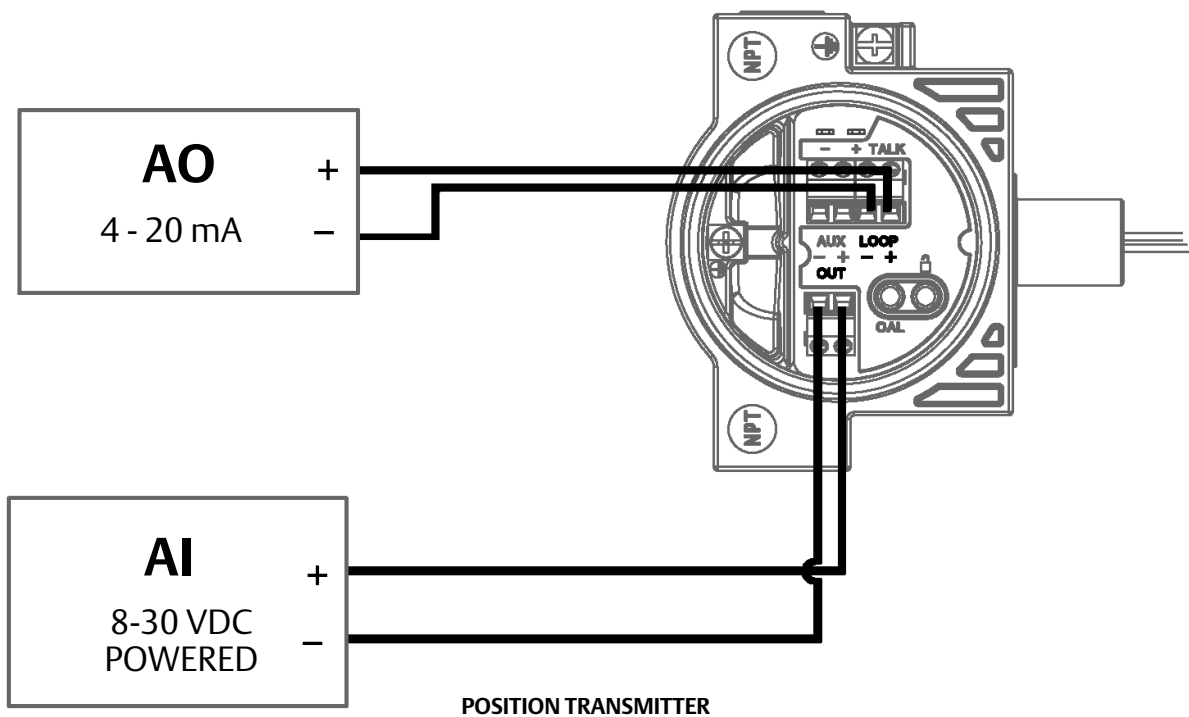 NPT
- + TALK
AO
+
4 - 20 mA
-
AUX LOOP
- + - +
OUT
CAL
NPT
AI
+
8-30 VDC
-
POWERED
POSITION TRANSMITTER